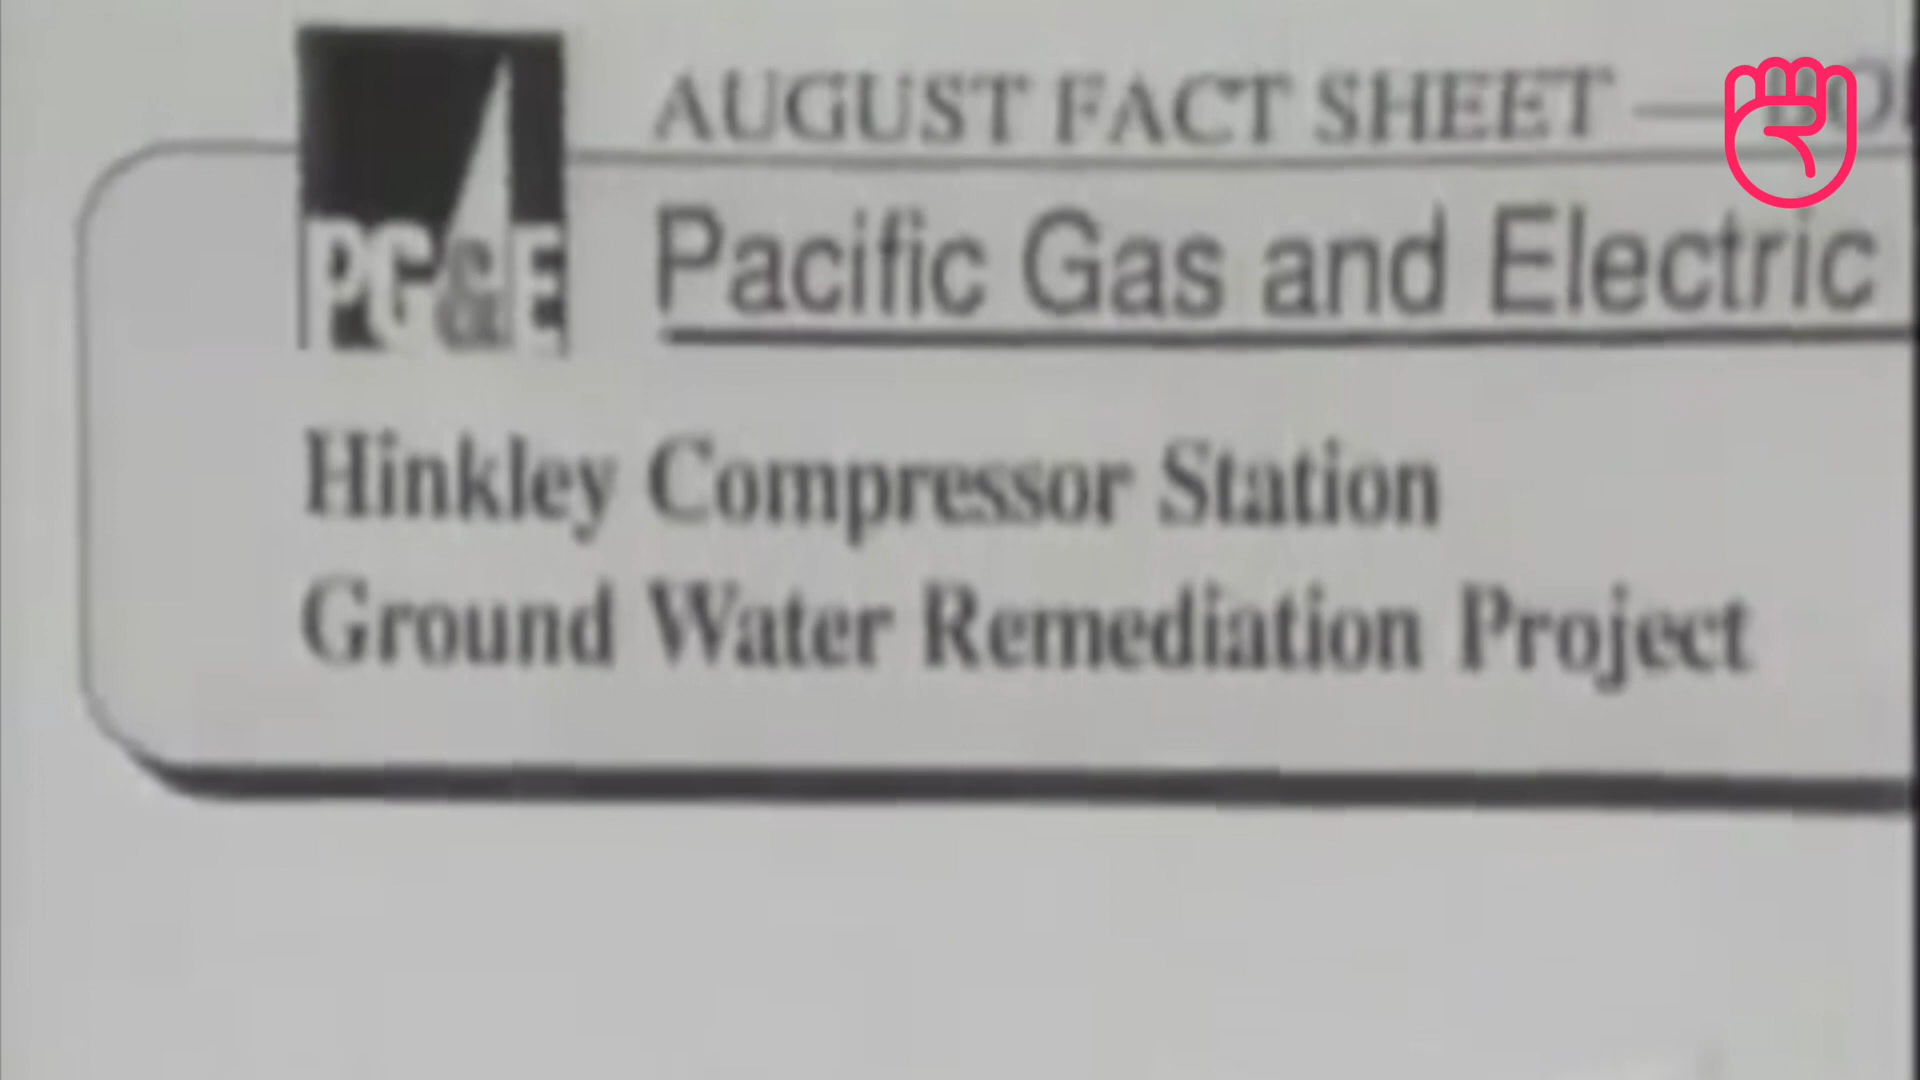 AUGUST FACT SHEET —
PG&E
Pacific Gas and Electric
Hinkley Compressor Station
Ground Water Remediation Project